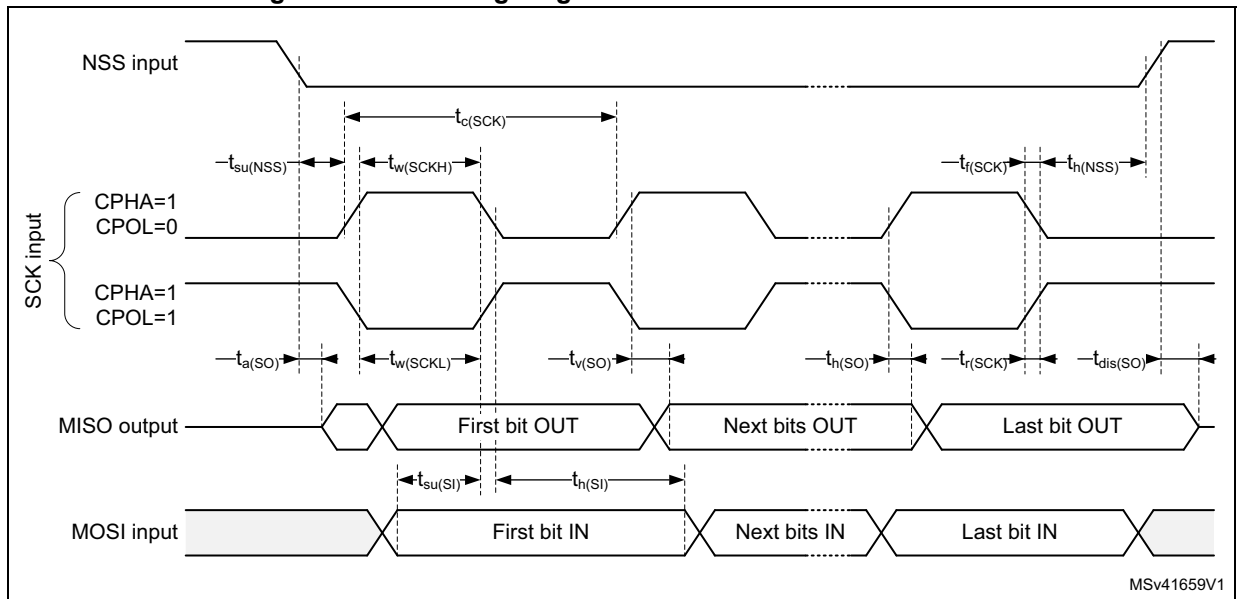 NSS input
tc(SCK)
tsu(NSS) tw(SCKH) tf(SCK) th(NSS)
SCK input
CPHA=1
CPOL=0
CPHA=1
CPOL=1
ta(SO) tw(SCKL) tv(SO) th(SO) tr(SCK) tdis(SO)
MISO output First bit OUT Next bits OUT Last bit OUT
tsu(SI) th(SI)
MOSI input First bit IN Next bits IN Last bit IN
MSv41659V1